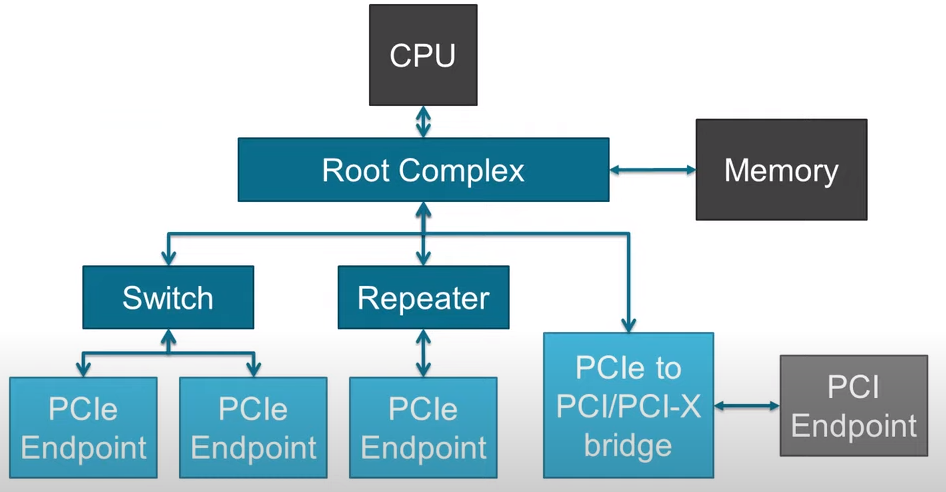 CPU
Root Complex
Memory
Switch
Repeater
PCIe to
PCI/PCI-X
bridge
PCI
Endpoint
PCIe
Endpoint
PCIe
Endpoint
PCIe
Endpoint